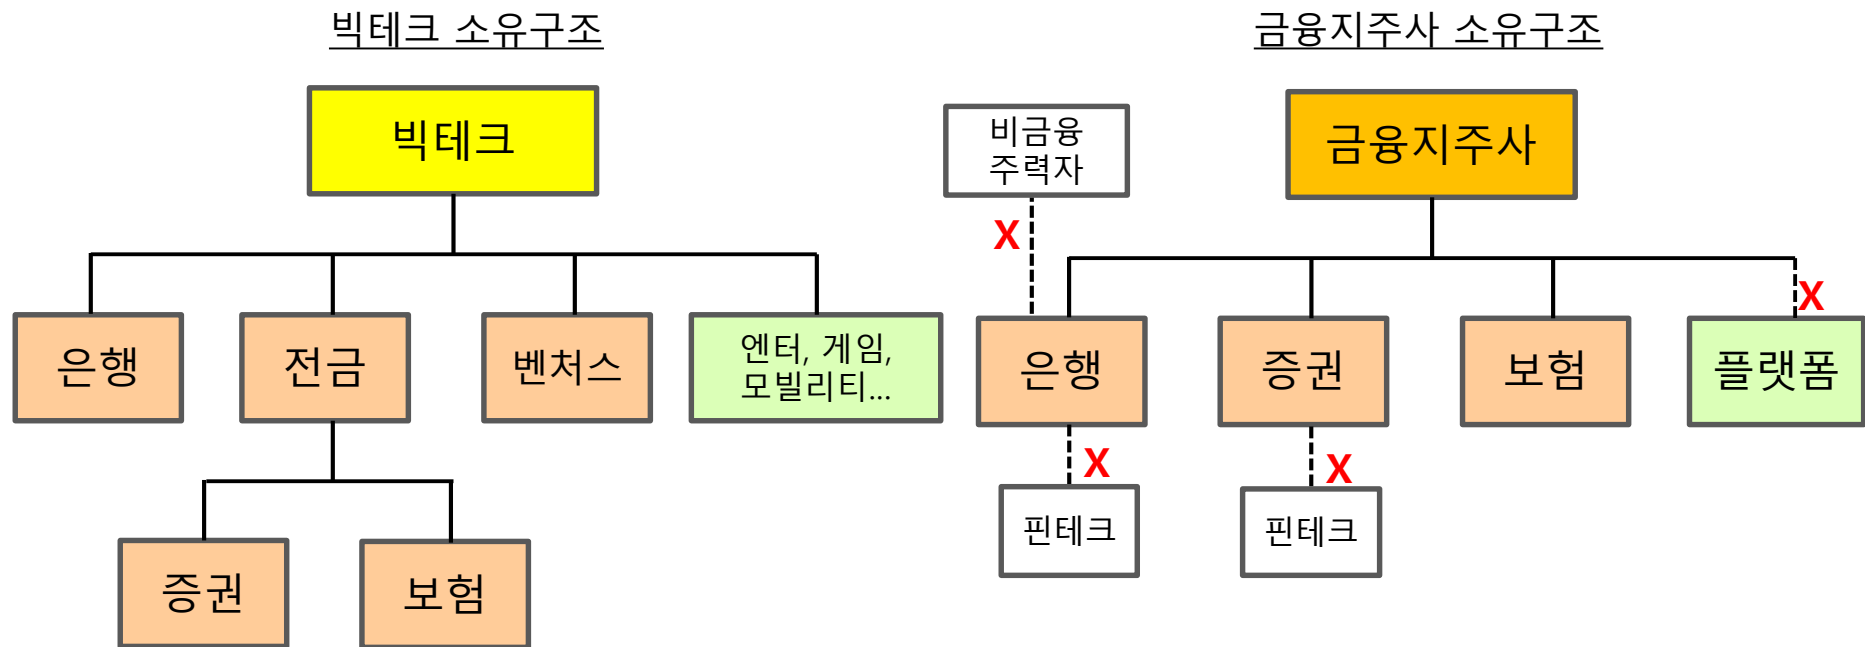 빅테크 소유구조
금융지주사 소유구조
빅테크
비금융
주력자
금융지주사
X
X
은행
전금
벤처스
엔터, 게임,
모빌리티...
은행
증권
보험
플랫폼
X
X
핀테크
핀테크
증권
보험